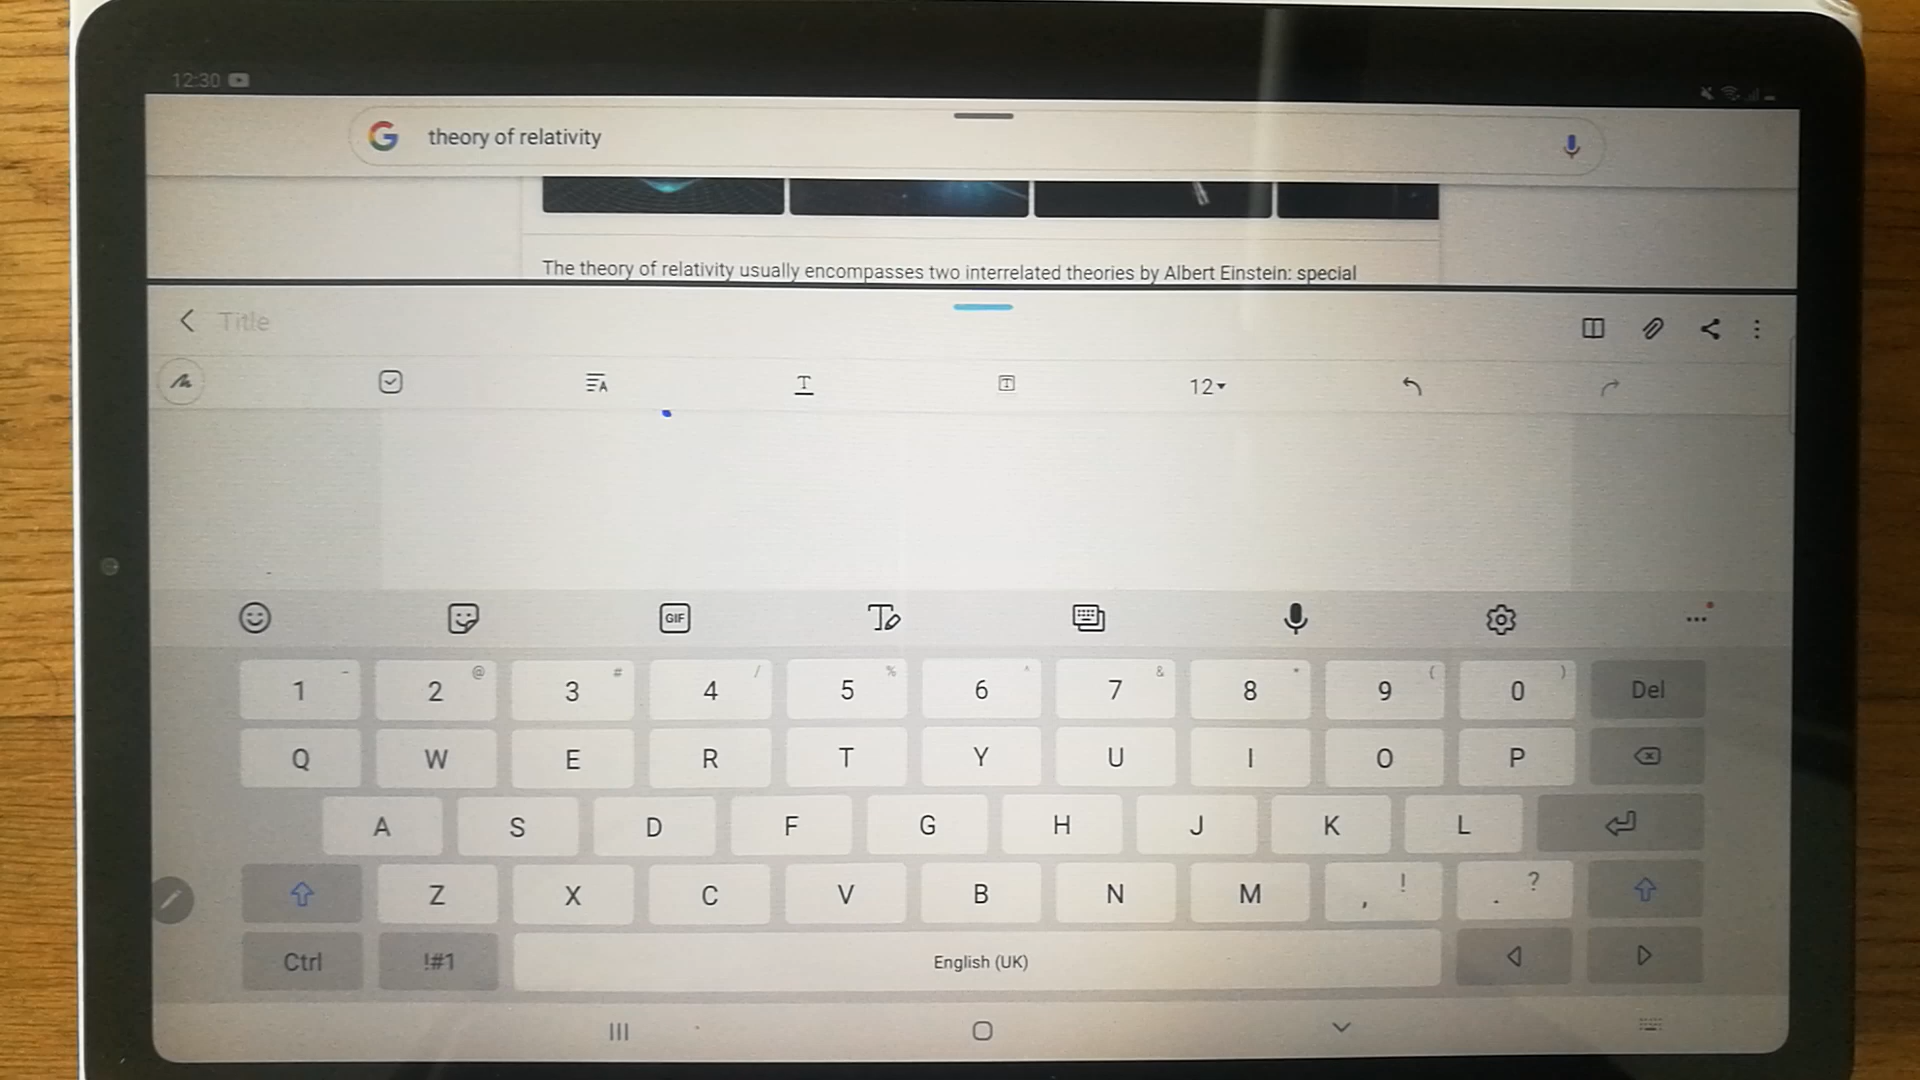 12:30
theory of relativity
The theory of relativity usually encompasses two interrelated theories by Albert Einstein: special
Title
12
GIF
1 - 2 @ 3 # 4 / 5 % 6 ^ 7 & 8 * 9 ( 0 ) Del
Q W E R T Y U I O P
A S D F G H J K L
Z X C V B N M , ! . ?
Ctrl !#1 English (UK)